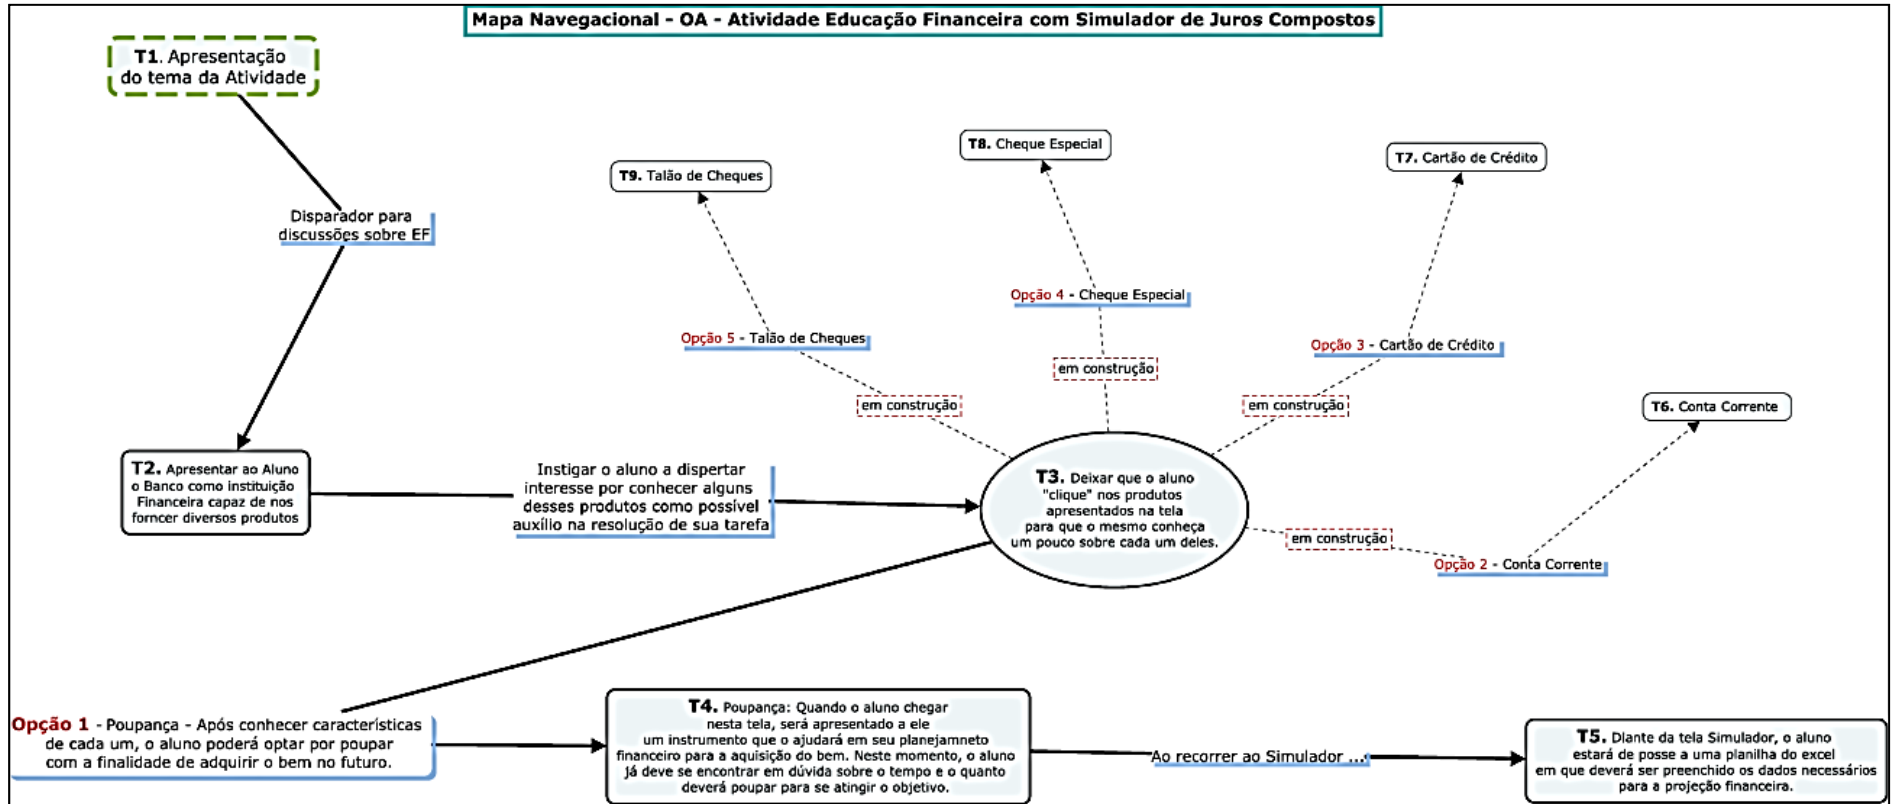 Mapa Navegacional - OA - Atividade Educação Financeira com Simulador de Juros Compostos
T1. Apresentação
do tema da Atividade
Disparador para
discussões sobre EF
T2. Apresentar ao Aluno
o Banco como instituição
Financeira capaz de nos
forncer diversos produtos
Instigar o aluno a dispertar
interesse por conhecer alguns
desses produtos como possível
auxílio na resolução de sua tarefa
T3. Deixar que o aluno
"clique" nos produtos
apresentados na tela
para que o mesmo conheça
um pouco sobre cada um deles.
em construção
Opção 5 - Talão de Cheques
T9. Talão de Cheques
em construção
Opção 4 - Cheque Especial
T8. Cheque Especial
em construção
Opção 3 - Cartão de Crédito
T7. Cartão de Crédito
em construção
Opção 2 - Conta Corrente
T6. Conta Corrente
Opção 1 - Poupança - Após conhecer características
de cada um, o aluno poderá optar por poupar
com a finalidade de adquirir o bem no futuro.
T4. Poupança: Quando o aluno chegar
nesta tela, será apresentado a ele
um instrumento que o ajudará em seu planejamneto
financeiro para a aquisição do bem. Neste momento, o aluno
já deve se encontrar em dúvida sobre o tempo e o quanto
deverá poupar para se atingir o objetivo.
Ao recorrer ao Simulador ...
T5. Diante da tela Simulador, o aluno
estará de posse a uma planilha do excel
em que deverá ser preenchido os dados necessários
para a projeção financeira.